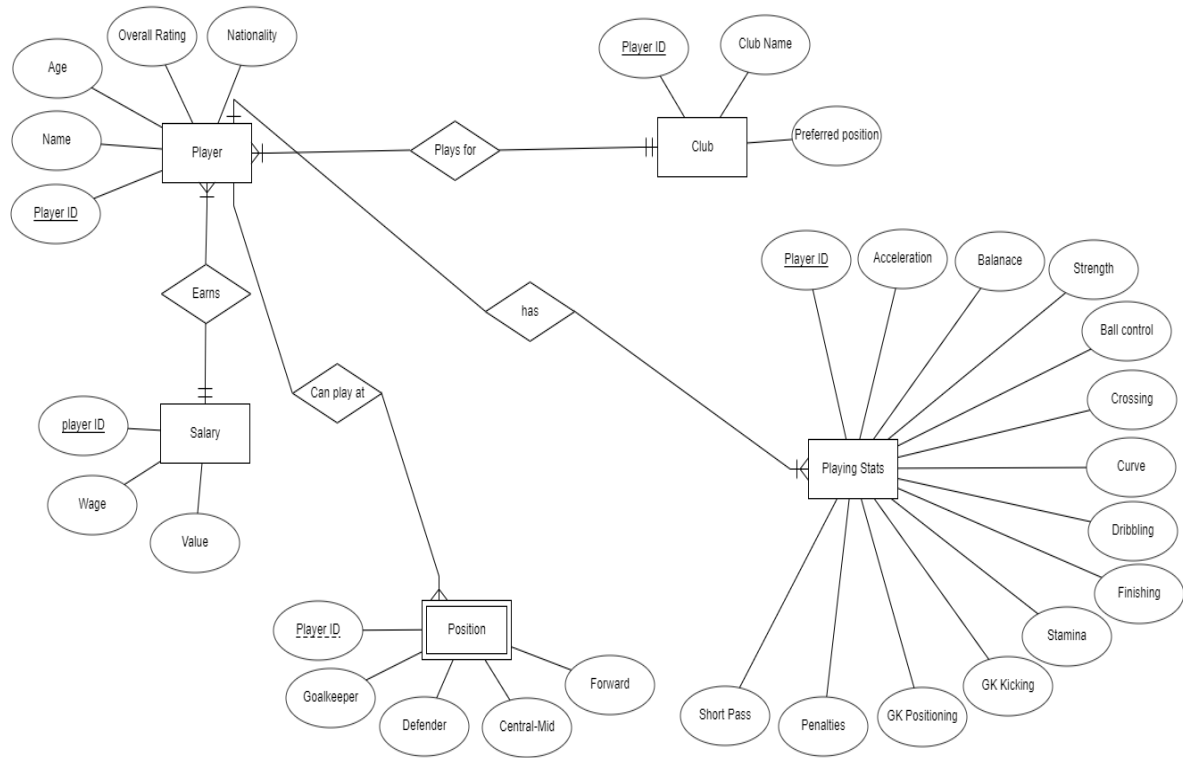 Overall Rating
Nationality
Age
Name
Player ID
Player
Plays for
Player ID
Club Name
Club
Preferred position
Earns
has
Can play at
player ID
Salary
Wage
Value
Player ID
Acceleration
Balanace
Strength
Ball control
Crossing
Curve
Dribbling
Finishing
Stamina
GK Kicking
GK Positioning
Penalties
Short Pass
Playing Stats
Player ID
Position
Goalkeeper
Defender
Central-Mid
Forward